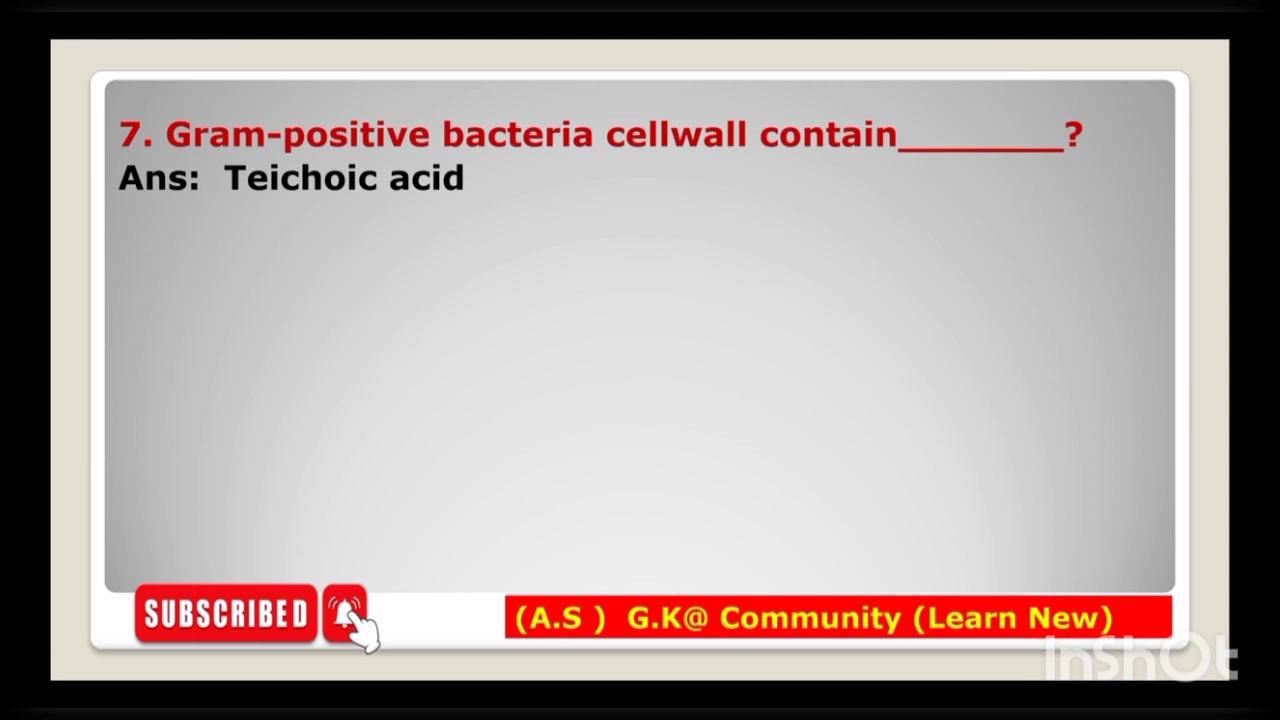 7. Gram-positive bacteria cellwall contain________?
Ans: Teichoic acid
SUBSCRIBED
(A.S ) G.K@ Community (Learn New)
InShOt